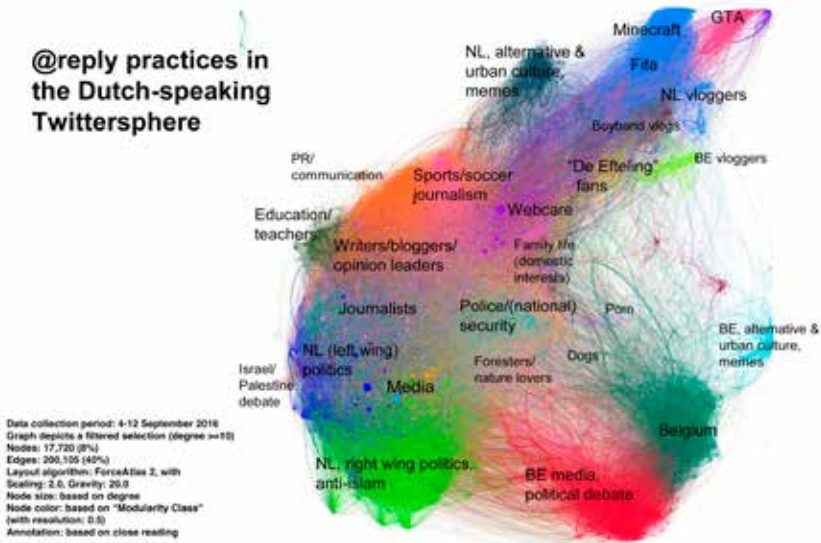 @reply practices in
the Dutch-speaking
Twittersphere
Minecraft
GTA
NL, alternative &
urban culture,
memes
Fifa
NL vloggers
Boyband vlogs
PR/
communication
Sports/soccer
journalism
"De Efteling"
fans
BE vloggers
Education/
teachers
Webcare
Writers/bloggers/
opinion leaders
Family life
(domestic
interests)
Journalists
Police/(national)
security
Porn
BE, alternative &
urban culture,
memes
NL (left wing)
politics
Israel/
Palestine
debate
Media
Foresters/
nature lovers
Dogs
Belgium
NL, right wing politics,
anti-islam
BE media,
political debate
Data collection period: 4-12 September 2016
Graph depicts a filtered selection (degree >=10)
Nodes: 17,720 (8%)
Edges: 200,105 (40%)
Layout algorithm: ForceAtlas 2, with
Scaling: 2.0, Gravity: 20.0
Node size: based on degree
Node color: based on "Modularity Class"
(with resolution: 0.5)
Annotation: based on close reading